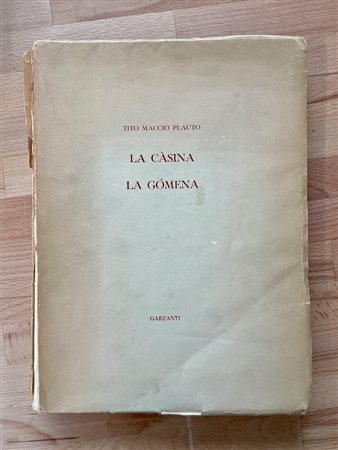 TITO MACCIO PLAUTO
LA CÀSINA
LA GÓMENA
GARZANTI